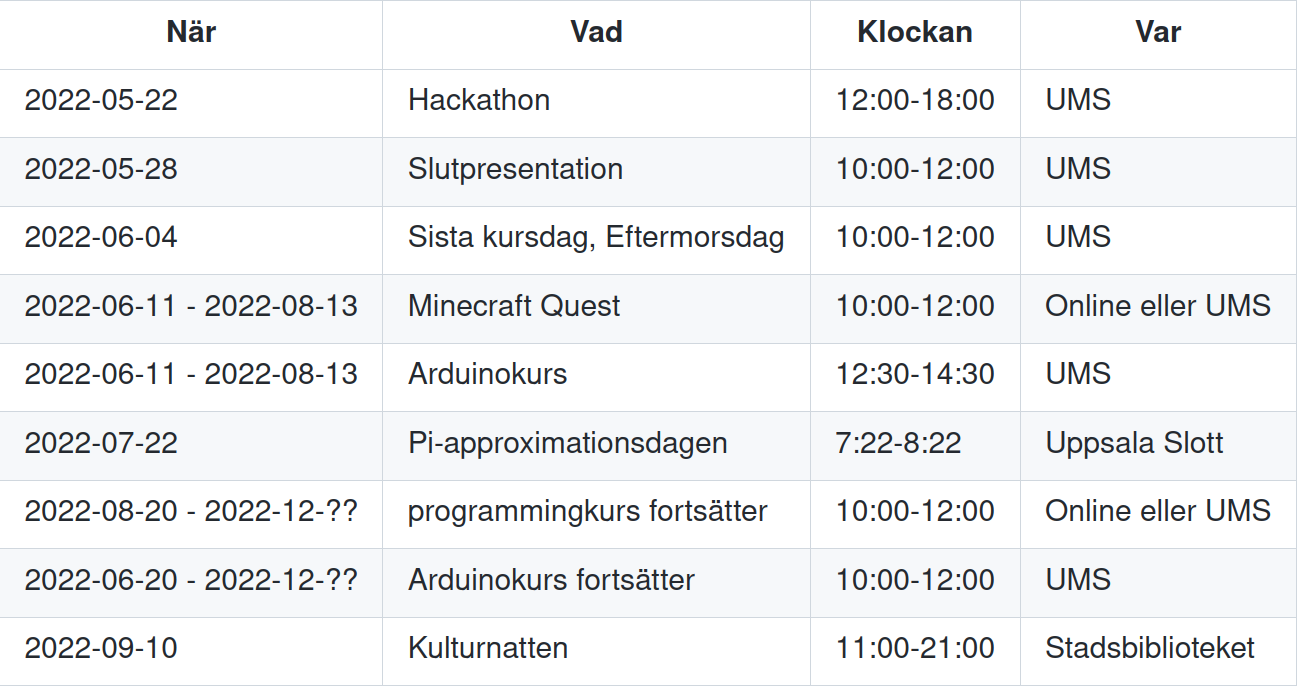 När Vad Klockan Var
2022-05-22 Hackathon 12:00-18:00 UMS
2022-05-28 Slutpresentation 10:00-12:00 UMS
2022-06-04 Sista kursdag, Eftermorsdag 10:00-12:00 UMS
2022-06-11 - 2022-08-13 Minecraft Quest 10:00-12:00 Online eller UMS
2022-06-11 - 2022-08-13 Arduinokurs 12:30-14:30 UMS
2022-07-22 Pi-approximationsdagen 7:22-8:22 Uppsala Slott
2022-08-20 - 2022-12-?? programmingkurs fortsätter 10:00-12:00 Online eller UMS
2022-06-20 - 2022-12-?? Arduinokurs fortsätter 10:00-12:00 UMS
2022-09-10 Kulturnatten 11:00-21:00 Stadsbiblioteket